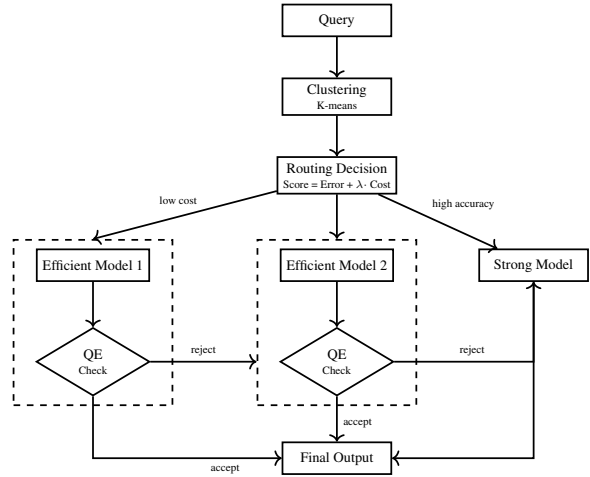 Query
Clustering
K-means
Routing Decision
Score = Error + λ· Cost
low cost
high accuracy
Efficient Model 1
Efficient Model 2
Strong Model
QE
Check
reject
QE
Check
reject
accept
accept
Final Output